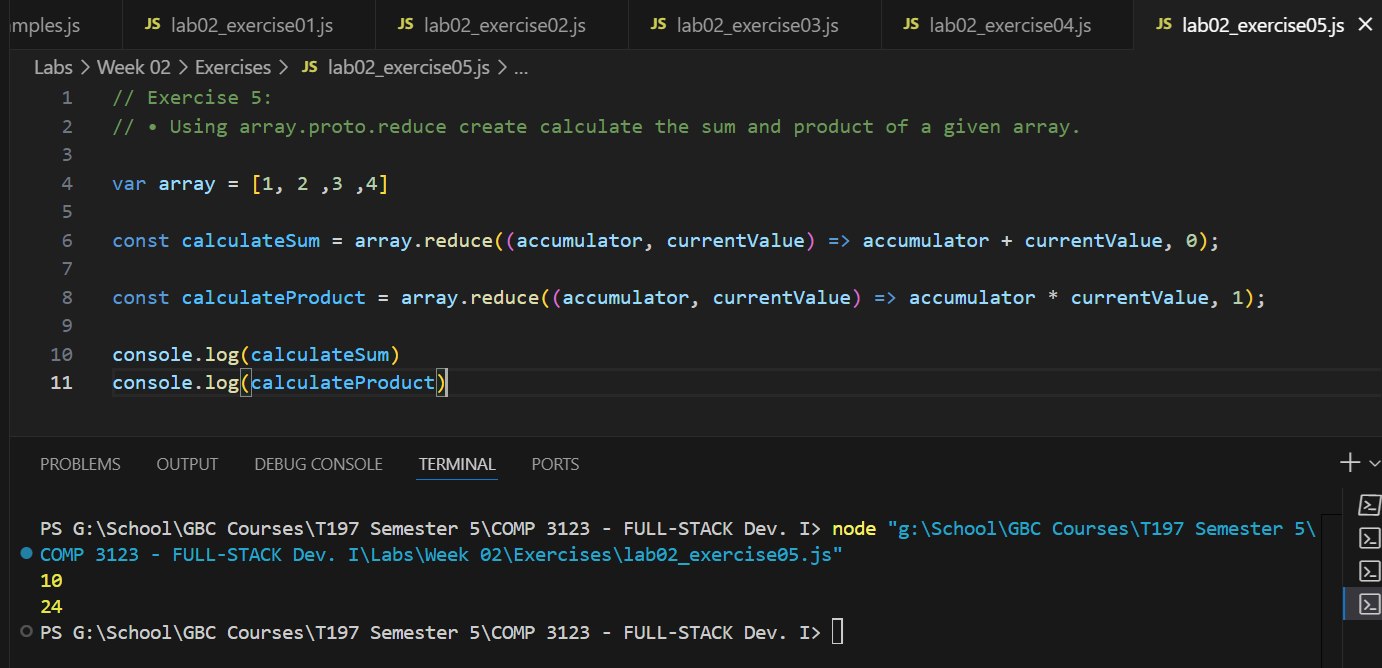 mples.js JS lab02_exercise01.js JS lab02_exercise02.js JS lab02_exercise03.js JS lab02_exercise04.js JS lab02_exercise05.js
Labs > Week 02 > Exercises > JS lab02_exercise05.js > ...
1 // Exercise 5:
2 // • Using array.proto.reduce create calculate the sum and product of a given array.
3
4 var array = [1, 2 ,3 ,4]
5
6 const calculateSum = array.reduce((accumulator, currentValue) => accumulator + currentValue, 0);
7
8 const calculateProduct = array.reduce((accumulator, currentValue) => accumulator * currentValue, 1);
9
10 console.log(calculateSum)
11 console.log(calculateProduct)
PROBLEMS OUTPUT DEBUG CONSOLE TERMINAL PORTS
PS G:\School\GBC Courses\T197 Semester 5\COMP 3123 - FULL-STACK Dev. I> node "g:\School\GBC Courses\T197 Semester 5\
COMP 3123 - FULL-STACK Dev. I\Labs\Week 02\Exercises\lab02_exercise05.js"
10
24
PS G:\School\GBC Courses\T197 Semester 5\COMP 3123 - FULL-STACK Dev. I>